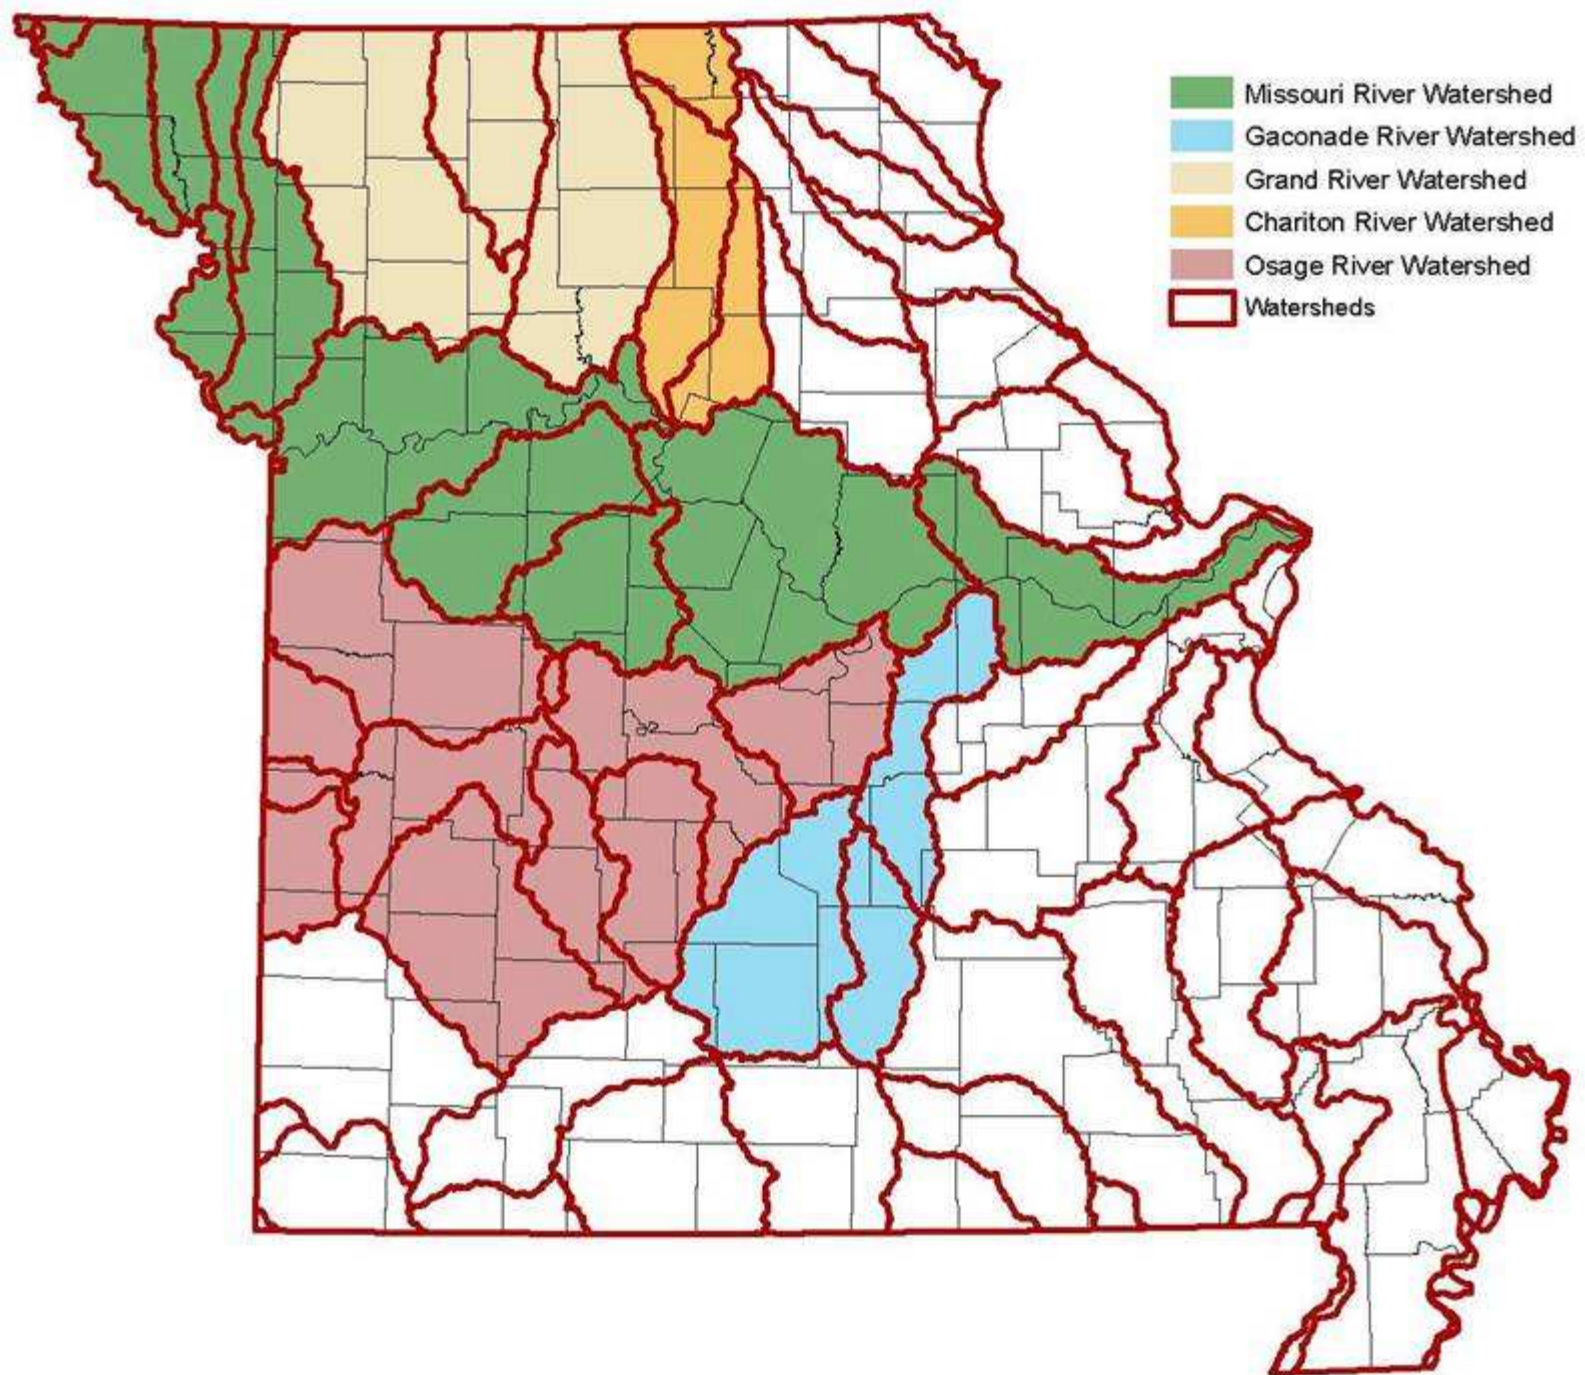 Missouri River Watershed
Gaconade River Watershed
Grand River Watershed
Chariton River Watershed
Osage River Watershed
Watersheds